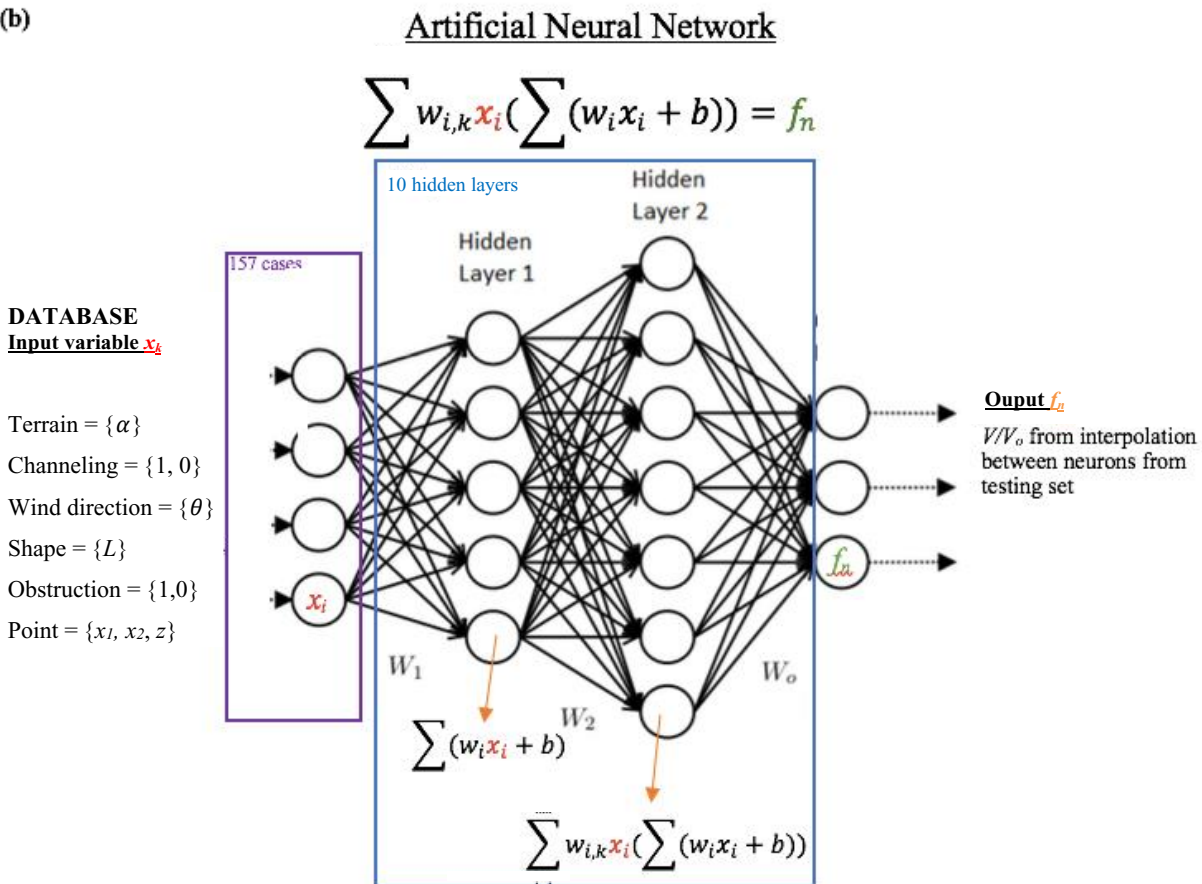 (b)
Artificial Neural Network
∑ w_{i,k} x_i (∑ (w_i x_i + b)) = f_n
10 hidden layers
Hidden
Layer 2
Hidden
Layer 1
157 cases
DATABASE
Input variable x_k
Terrain = {α}
Channeling = {1, 0}
Wind direction = {θ}
Shape = {L}
Obstruction = {1,0}
Point = {x_1, x_2, z}
x_i
f_n
Ouput f_n
V/V_o from interpolation
between neurons from
testing set
W_1
W_2
W_o
∑ (w_i x_i + b)
∑ w_{i,k} x_i (∑ (w_i x_i + b))